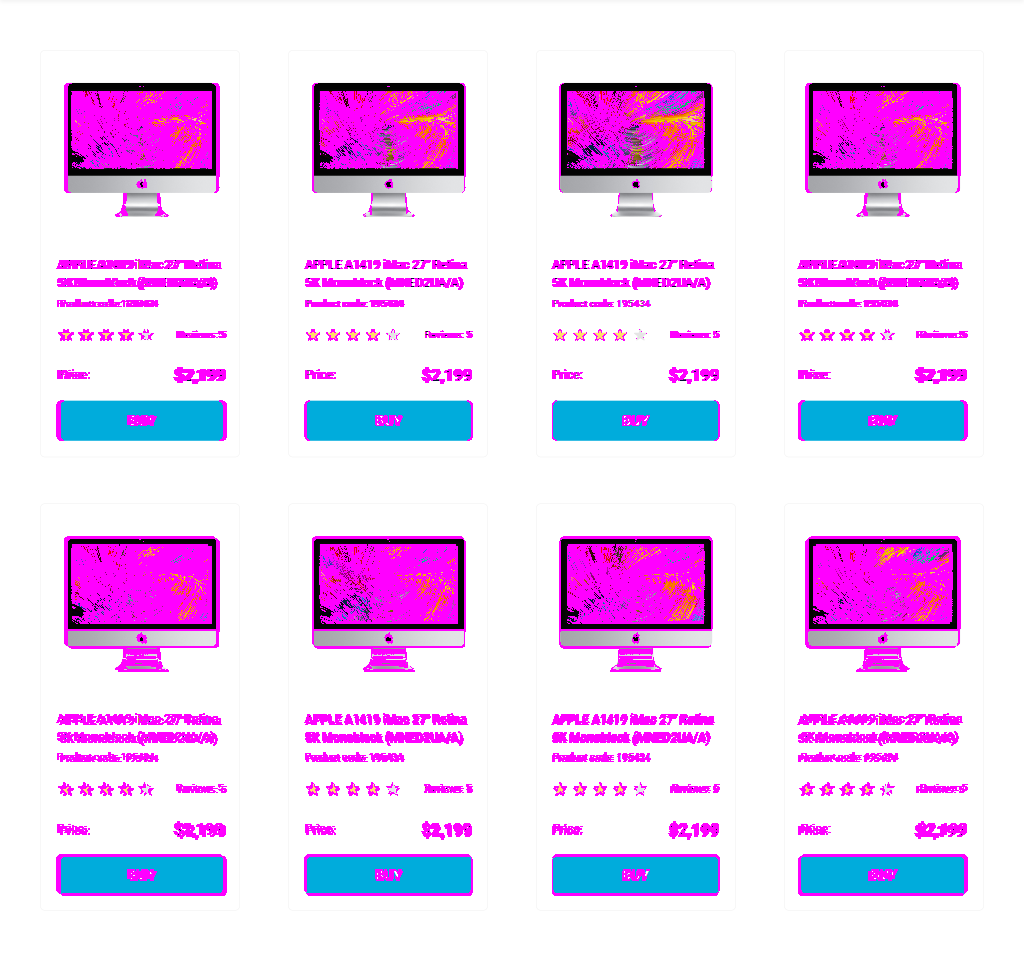 APPLE A1419 iMac 27" Retina
5K Monoblock (MNED2UA/A)
Product code: 195434
Reviews: 5
Price:
$2,199
BUY
APPLE A1419 iMac 27" Retina
5K Monoblock (MNED2UA/A)
Product code: 195434
Reviews: 5
Price:
$2,199
BUY
APPLE A1419 iMac 27" Retina
5K Monoblock (MNED2UA/A)
Product code: 195434
Reviews: 5
Price:
$2,199
BUY
APPLE A1419 iMac 27" Retina
5K Monoblock (MNED2UA/A)
Product code: 195434
Reviews: 5
Price:
$2,199
BUY
APPLE A1419 iMac 27" Retina
5K Monoblock (MNED2UA/A)
Product code: 195434
Reviews: 5
Price:
$2,199
BUY
APPLE A1419 iMac 27" Retina
5K Monoblock (MNED2UA/A)
Product code: 195434
Reviews: 5
Price:
$2,199
BUY
APPLE A1419 iMac 27" Retina
5K Monoblock (MNED2UA/A)
Product code: 195434
Reviews: 5
Price:
$2,199
BUY
APPLE A1419 iMac 27" Retina
5K Monoblock (MNED2UA/A)
Product code: 195434
Reviews: 5
Price:
$2,199
BUY